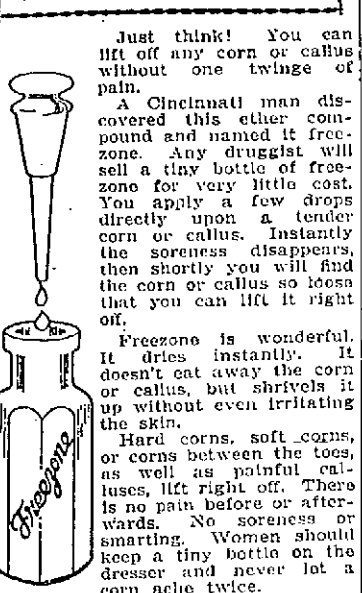 Just think! You can
lift off any corn or callus
without one twinge of
pain.
A Cincinnati man dis-
covered this ether com-
pound and named it free-
zone. Any druggist will
sell a tiny bottle of free-
zone for very little cost.
You apply a few drops
directly upon a tender
corn or callus. Instantly
the soreness disappears,
then shortly you will find
the corn or callus so loose
that you can lift it right
off.
Freezone is wonderful.
It dries instantly. It
doesn't eat away the corn
or callus, but shrivels it
up without even irritating
the skin.
Hard corns, soft corns,
or corns between the toes,
as well as painful cal-
luses, lift right off. There
is no pain before or after-
wards. No soreness or
smarting. Women should
keep a tiny bottle on the
dresser and never let a
corn ache twice.
Freezone